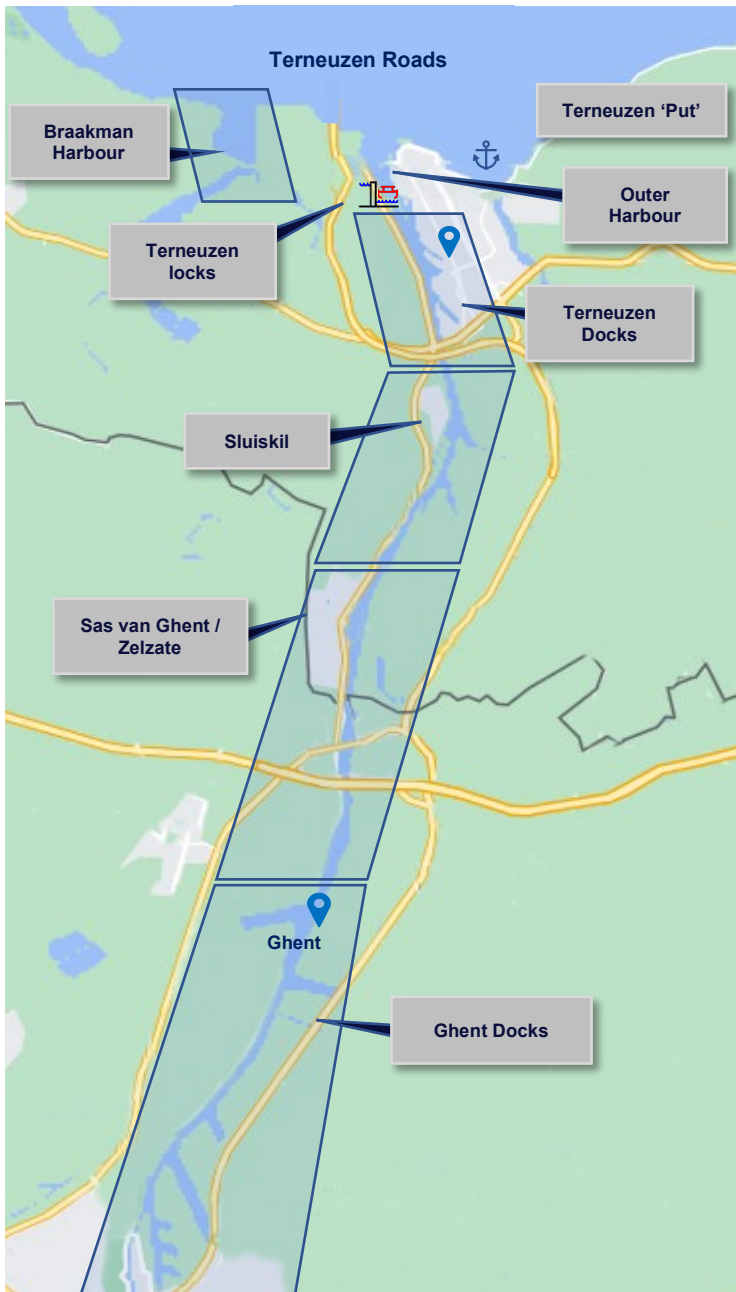 Terneuzen Roads
Braakman
Harbour
Terneuzen ‘Put’
Outer
Harbour
Terneuzen
locks
Terneuzen
Docks
Sluiskil
Sas van Ghent /
Zelzate
Ghent
Ghent Docks